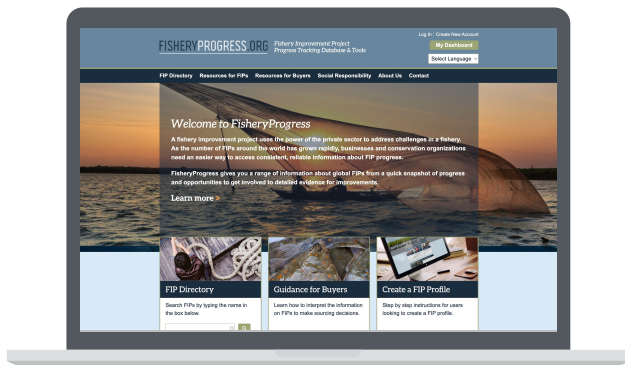 Log In | Create New Account
FISHERYPROGRESS.ORG
Fishery Improvement Project
Progress Tracking Database & Tools
My Dashboard
Select Language
FIP Directory Resources for FIPs Resources for Buyers Social Responsibility About Us Contact
Welcome to FisheryProgress
A fishery improvement project uses the power of the private sector to address challenges in a fishery.
As the number of FIPs around the world has grown rapidly, businesses and conservation organizations
need an easier way to access consistent, reliable information about FIP progress.
FisheryProgress gives you a range of information about global FIPs from a quick snapshot of progress
and opportunities to get involved to detailed evidence for improvements.
Learn more »
FIP Directory
Search FIPs by typing the name in
the box below.
Guidance for Buyers
Learn how to interpret the information
on FIPs to make sourcing decisions.
Create a FIP Profile
Step by step instructions for users
looking to create a FIP profile.